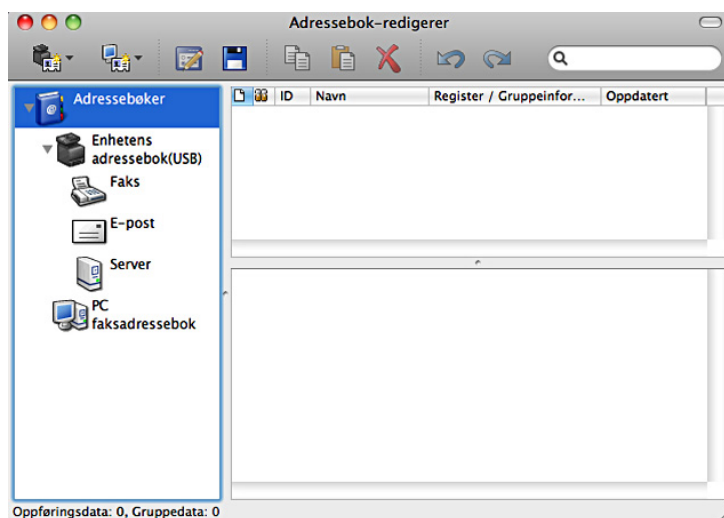 Adressebok-redigerer
Adressebøker
Enhetens
adressebok(USB)
Faks
E-post
Server
PC
faksadressebok
ID Navn Register / Gruppeinfor... Oppdatert
Oppføringsdata: 0, Gruppedata: 0